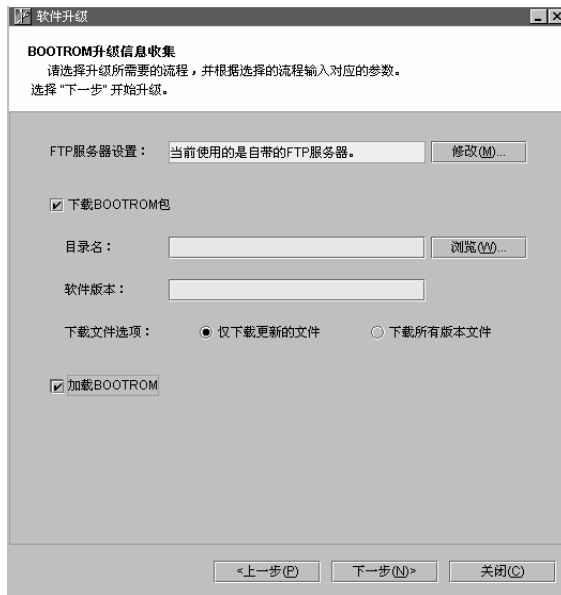 软件升级
BOOTROM升级信息收集
请选择升级所需要的流程，并根据选择的流程输入对应的参数。
选择 "下一步" 开始升级。
FTP服务器设置： 当前使用的是自带的FTP服务器。 修改(M)...
下载BOOTROM包
目录名： 浏览(W)...
软件版本：
下载文件选项： 仅下载更新的文件 下载所有版本文件
加载BOOTROM
<上一步(P) 下一步(N)> 关闭(C)